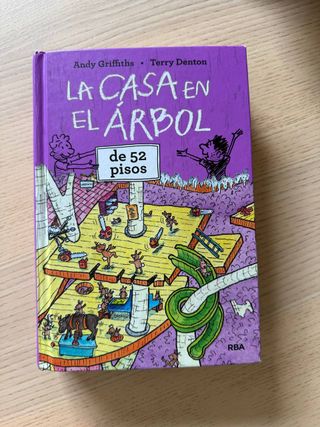 Andy Griffiths • Terry Denton
LA CASA EN
EL ÁRBOL
de 52
pisos
RBA